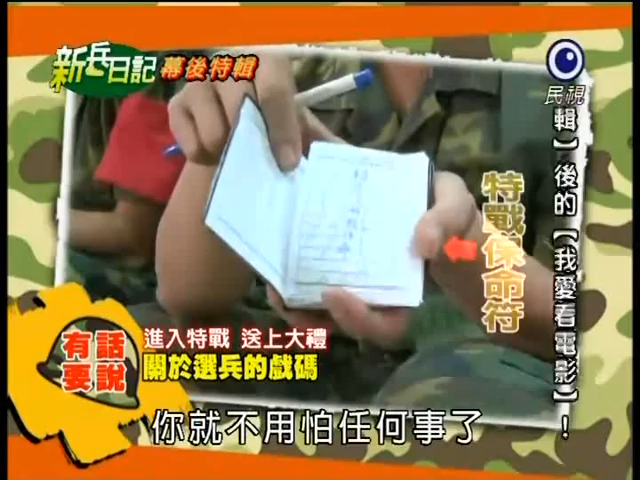 新兵日記
幕後特輯
民視
輯】後的【我愛看電影】!
特戰保命符
有話
要說
進入特戰 送上大禮
關於選兵的戲碼
你就不用怕任何事了